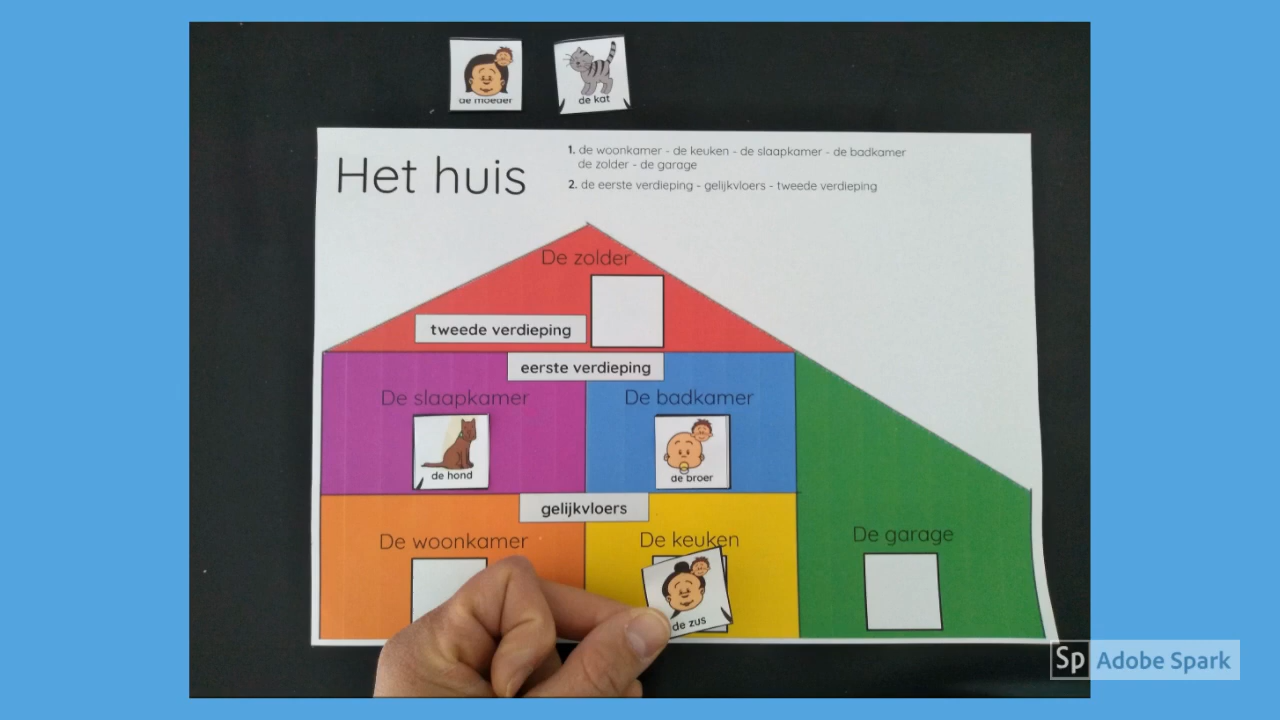 de moeder
de kat
Het huis
1. de woonkamer - de keuken - de slaapkamer - de badkamer
de zolder - de garage
2. de eerste verdieping - gelijkvloers - tweede verdieping
De zolder
tweede verdieping
eerste verdieping
De slaapkamer
De badkamer
de hond
de broer
gelijkvloers
De woonkamer
De keuken
De garage
de zus
Sp Adobe Spark